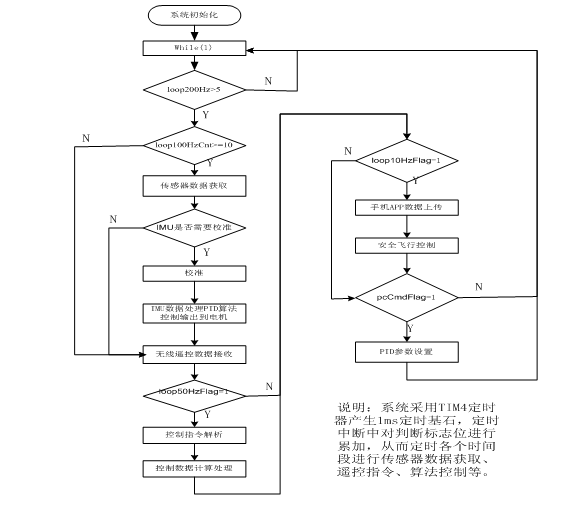 系统初始化
While(1)
loop200Hz>5
N
Y
loop100HzCnt>=10
N
Y
传感器数据获取
IMU是否需要校准
N
Y
校准
IMU数据处理PID算法
控制输出到电机
无线遥控数据接收
loop50HzFlag=1
N
Y
控制指令解析
控制数据计算处理
loop10HzFlag=1
N
Y
手机APP数据上传
安全飞行控制
pcCmdFlag=1
N
Y
PID参数设置
说明：系统采用TIM4定时
器产生1ms定时基石，定时
中断中对判断标志位进行
累加，从而定时各个时间
段进行传感器数据获取、
遥控指令、算法控制等。